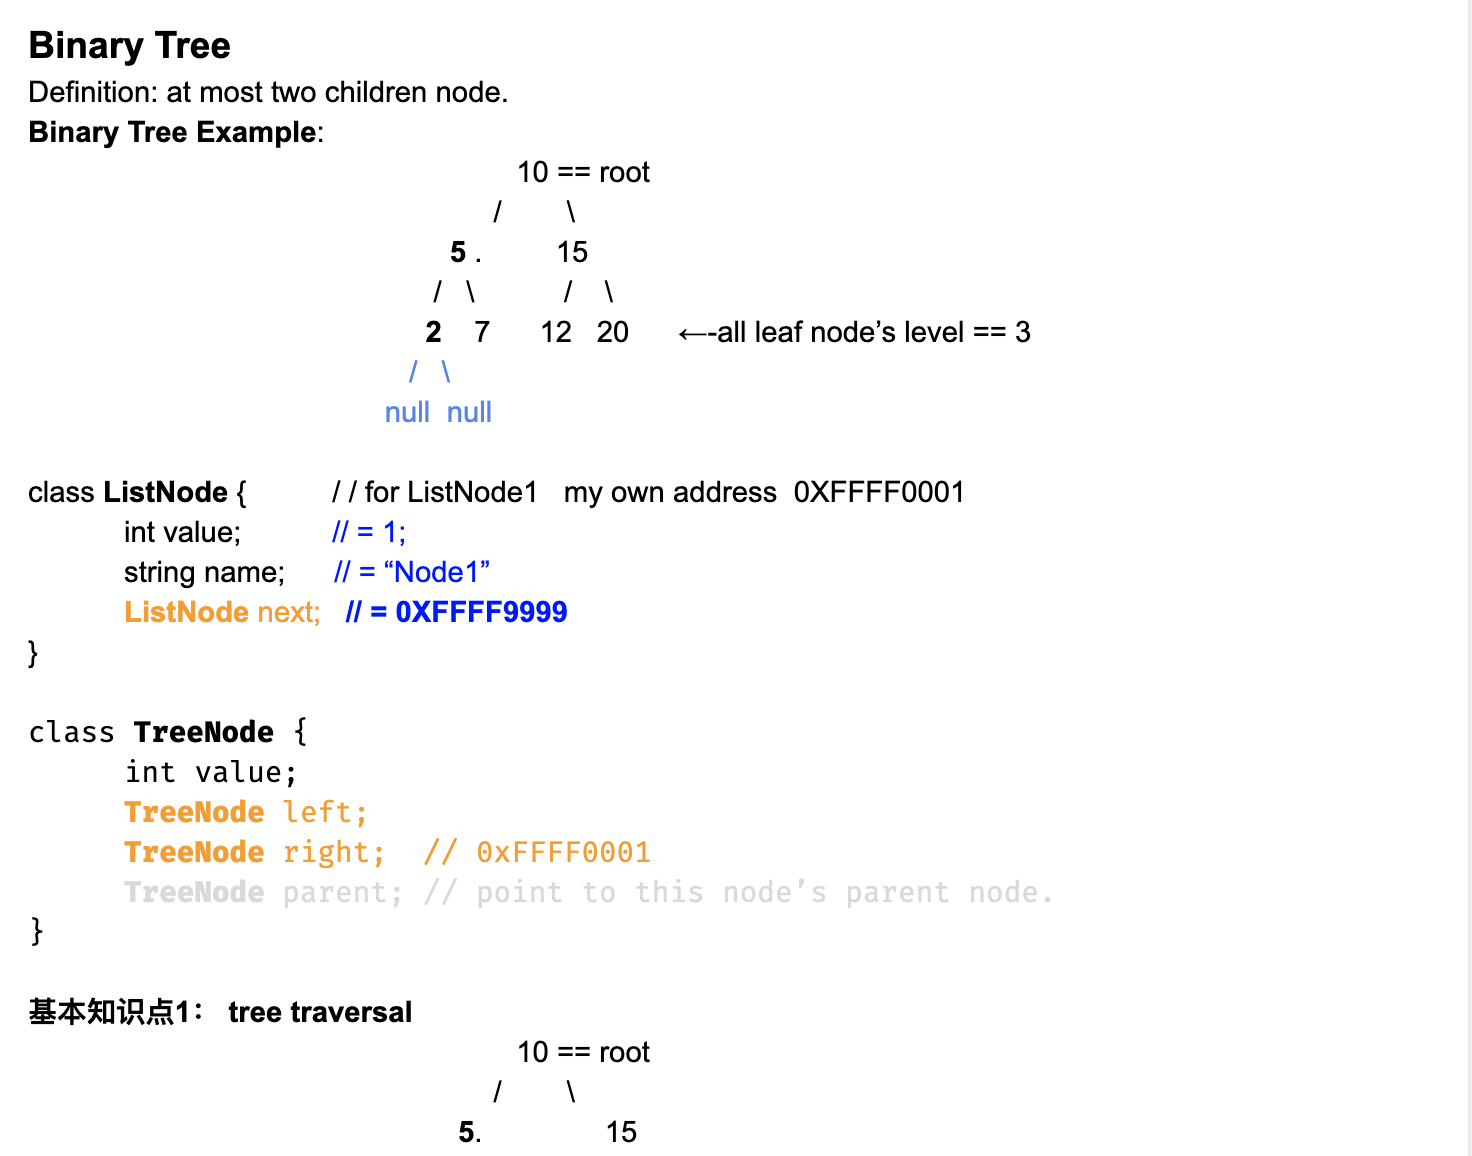 Binary Tree
Definition: at most two children node.
Binary Tree Example:
10 == root
/ \
5 . 15
/ \ / \
2 7 12 20 ←-all leaf node’s level == 3
/ \
null null
class ListNode { / / for ListNode1 my own address 0XFFFF0001
int value; // = 1;
string name; // = “Node1”
ListNode next; // = 0XFFFF9999
}
class TreeNode {
int value;
TreeNode left;
TreeNode right; // 0xFFFF0001
TreeNode parent; // point to this node’s parent node.
}
基本知识点1： tree traversal
10 == root
/ \
5. 15